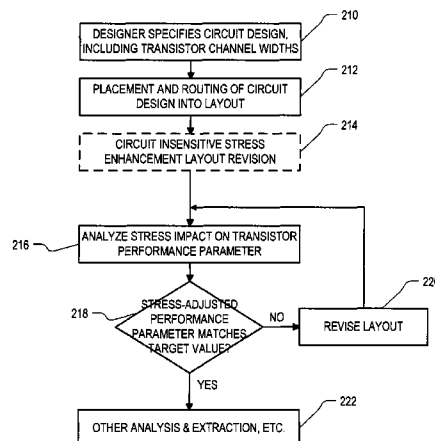 210
DESIGNER SPECIFIES CIRCUIT DESIGN,
INCLUDING TRANSISTOR CHANNEL WIDTHS
212
PLACEMENT AND ROUTING OF CIRCUIT
DESIGN INTO LAYOUT
214
CIRCUIT INSENSITIVE STRESS
ENHANCEMENT LAYOUT REVISION
216
ANALYZE STRESS IMPACT ON TRANSISTOR
PERFORMANCE PARAMETER
218
STRESS-ADJUSTED
PERFORMANCE
PARAMETER MATCHES
TARGET VALUE?
NO
REVISE LAYOUT
YES
222
OTHER ANALYSIS & EXTRACTION, ETC.